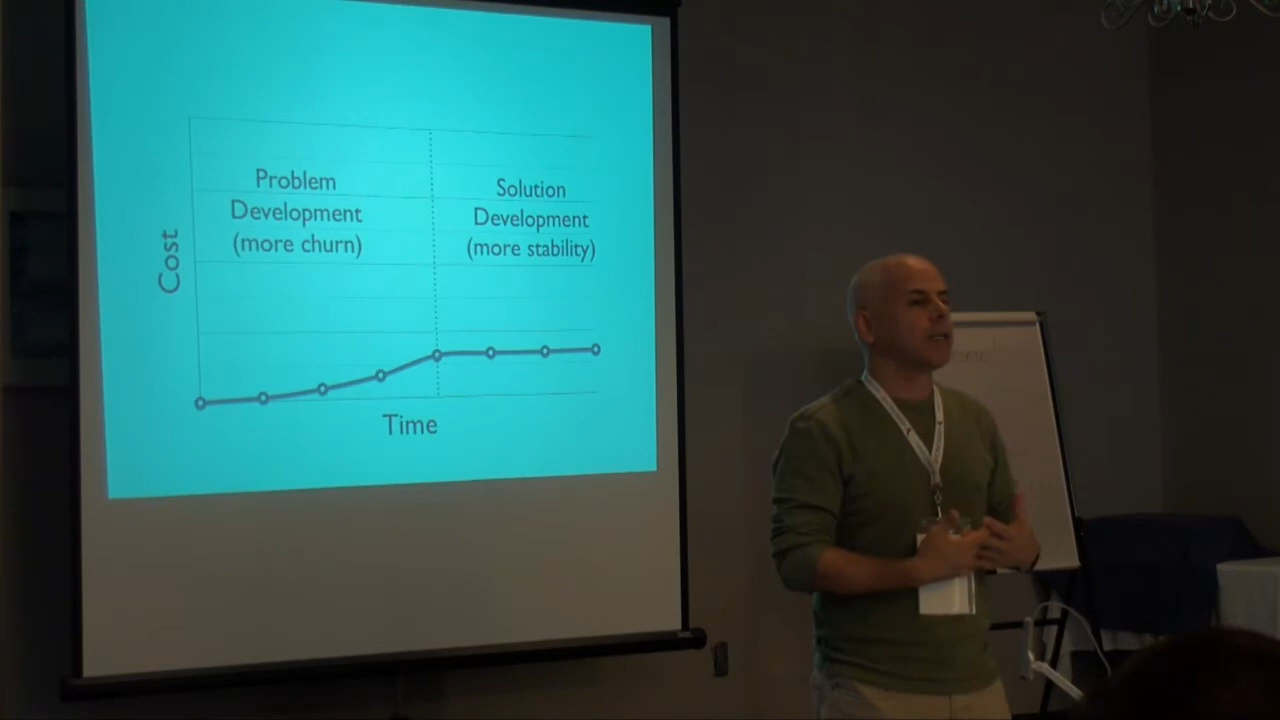 Problem
Development
(more churn)
Solution
Development
(more stability)
Cost
Time